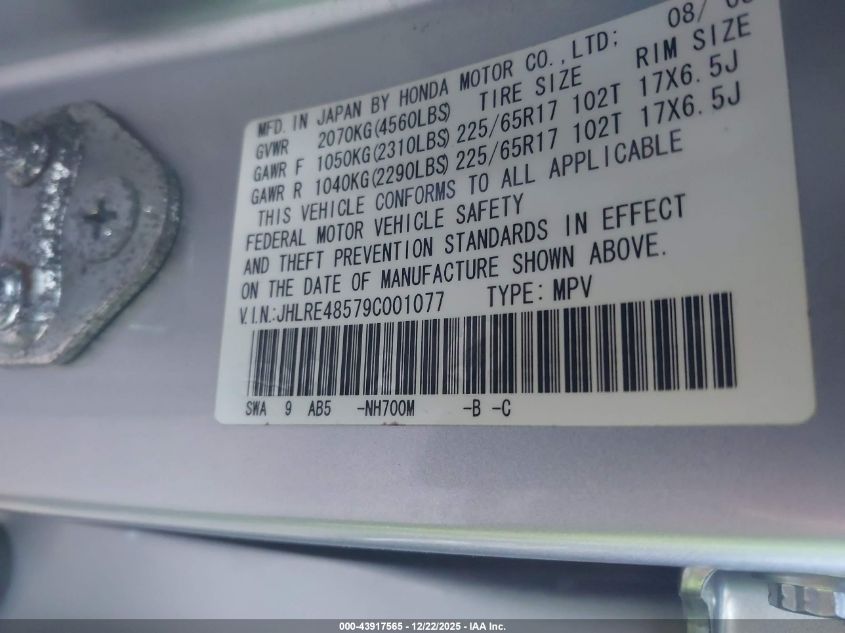 08/
MFD. IN JAPAN BY HONDA MOTOR CO.,LTD;
GVWR 2070KG(4560LBS) TIRE SIZE RIM SIZE
GAWR F 1050KG(2310LBS) 225/65R17 102T 17X6.5J
GAWR R 1040KG(2290LBS) 225/65R17 102T 17X6.5J
THIS VEHICLE CONFORMS TO ALL APPLICABLE
FEDERAL MOTOR VEHICLE SAFETY
AND THEFT PREVENTION STANDARDS IN EFFECT
ON THE DATE OF MANUFACTURE SHOWN ABOVE.
V.I.N.:JHLRE48579C001077 TYPE: MPV
SWA 9 AB5 -NH700M -B -C
000-43917565 - 12/22/2025 - IAA Inc.